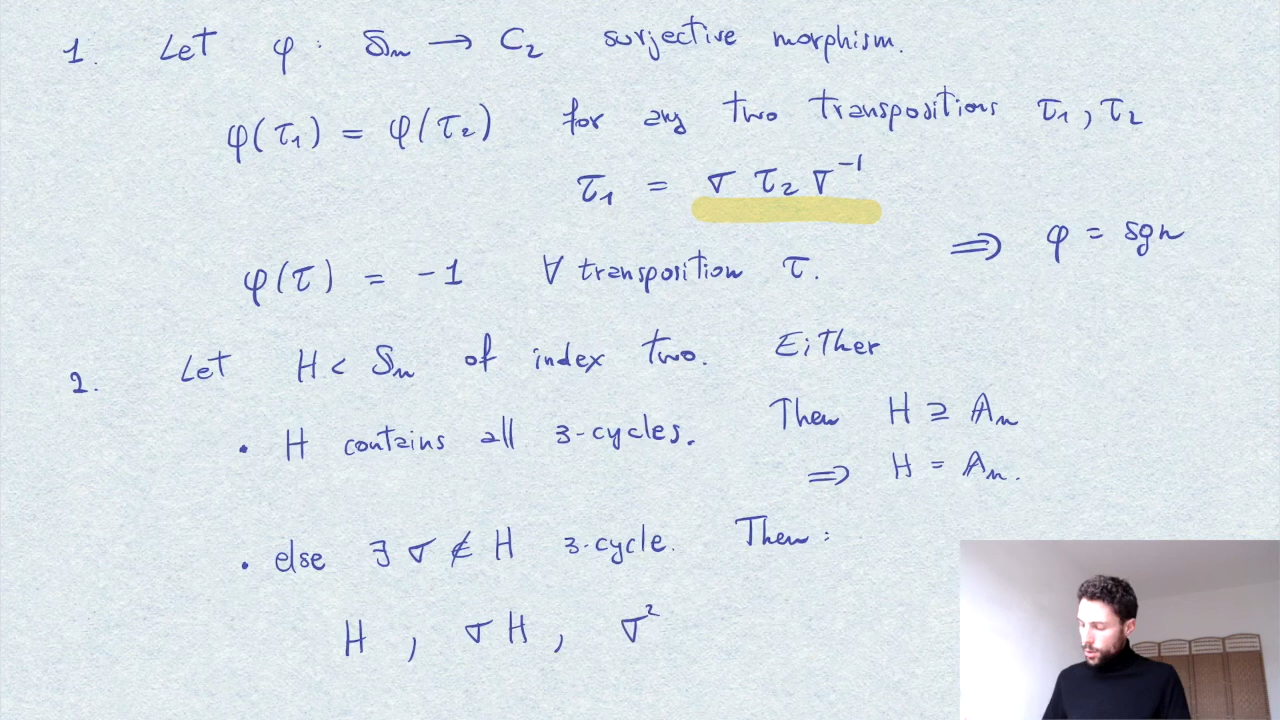 1. Let φ : 𝕊n → C2 surjective morphism.
φ(τ1) = φ(τ2) for any two transpositions τ1, τ2
τ1 = σ τ2 σ⁻¹
φ(τ) = -1 ∀ transposition τ. ⟹ φ = sgn
2. Let H < 𝕊n of index two. Either
• H contains all 3-cycles. Then H ⊇ 𝔸n
⟹ H = 𝔸n.
• else ∃ σ ∉ H 3-cycle. Then :
H , σH , σ²